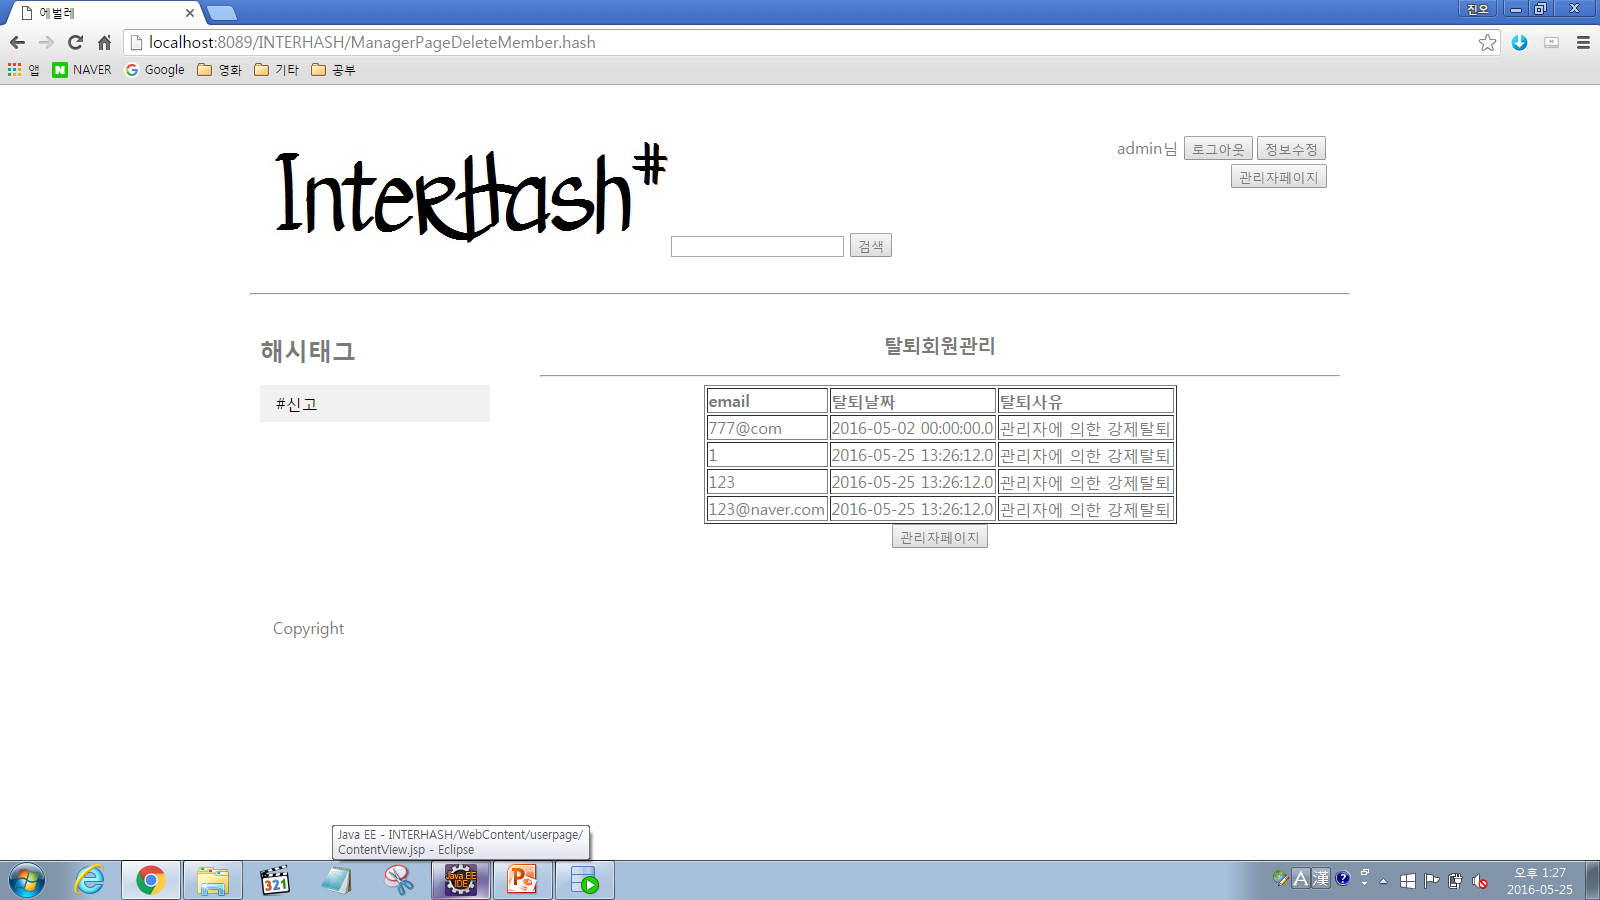 에벌레
진오
localhost:8089/INTERHASH/ManagerPageDeleteMember.hash
앱 NAVER Google 영화 기타 공부
InterHash#
admin님 로그아웃 정보수정
관리자페이지
검색
해시태그
#신고
탈퇴회원관리
email 탈퇴날짜 탈퇴사유
777@com 2016-05-02 00:00:00.0 관리자에 의한 강제탈퇴
1 2016-05-25 13:26:12.0 관리자에 의한 강제탈퇴
123 2016-05-25 13:26:12.0 관리자에 의한 강제탈퇴
123@naver.com 2016-05-25 13:26:12.0 관리자에 의한 강제탈퇴
관리자페이지
Copyright
Java EE - INTERHASH/WebContent/userpage/
ContentView.jsp - Eclipse
321
Java EE
IDE
A 漢
오후 1:27
2016-05-25